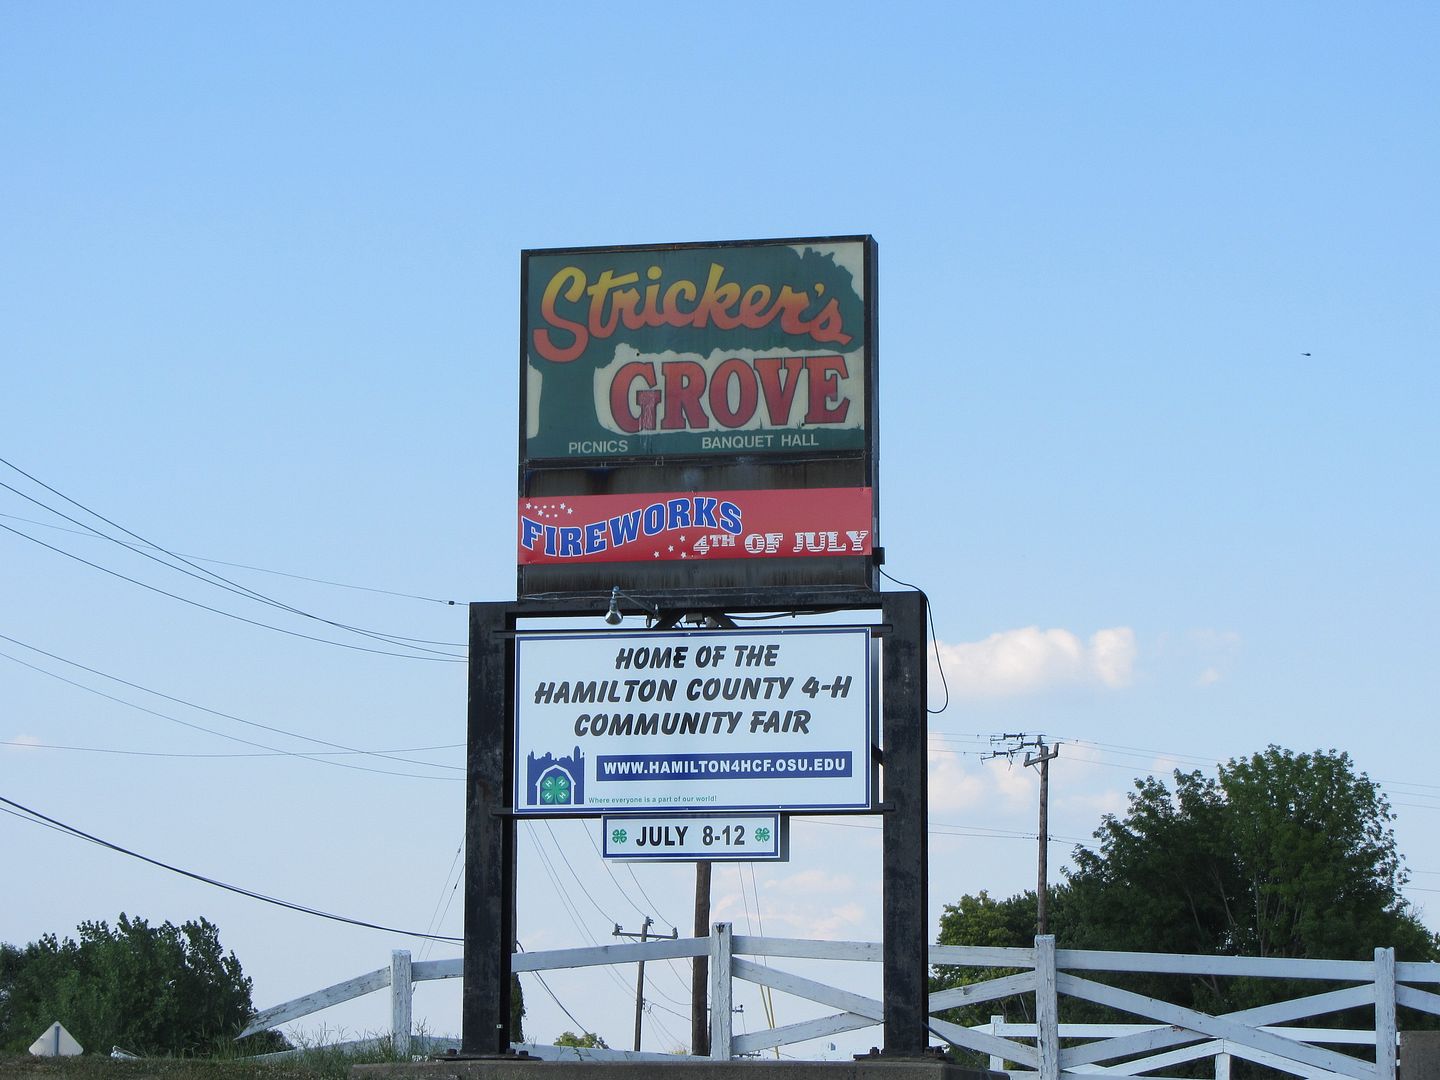 Stricker's
GROVE
PICNICS BANQUET HALL
FIREWORKS
4TH OF JULY
HOME OF THE
HAMILTON COUNTY 4-H
COMMUNITY FAIR
WWW.HAMILTON4HCF.OSU.EDU
Where everyone is a part of our world!
JULY 8-12